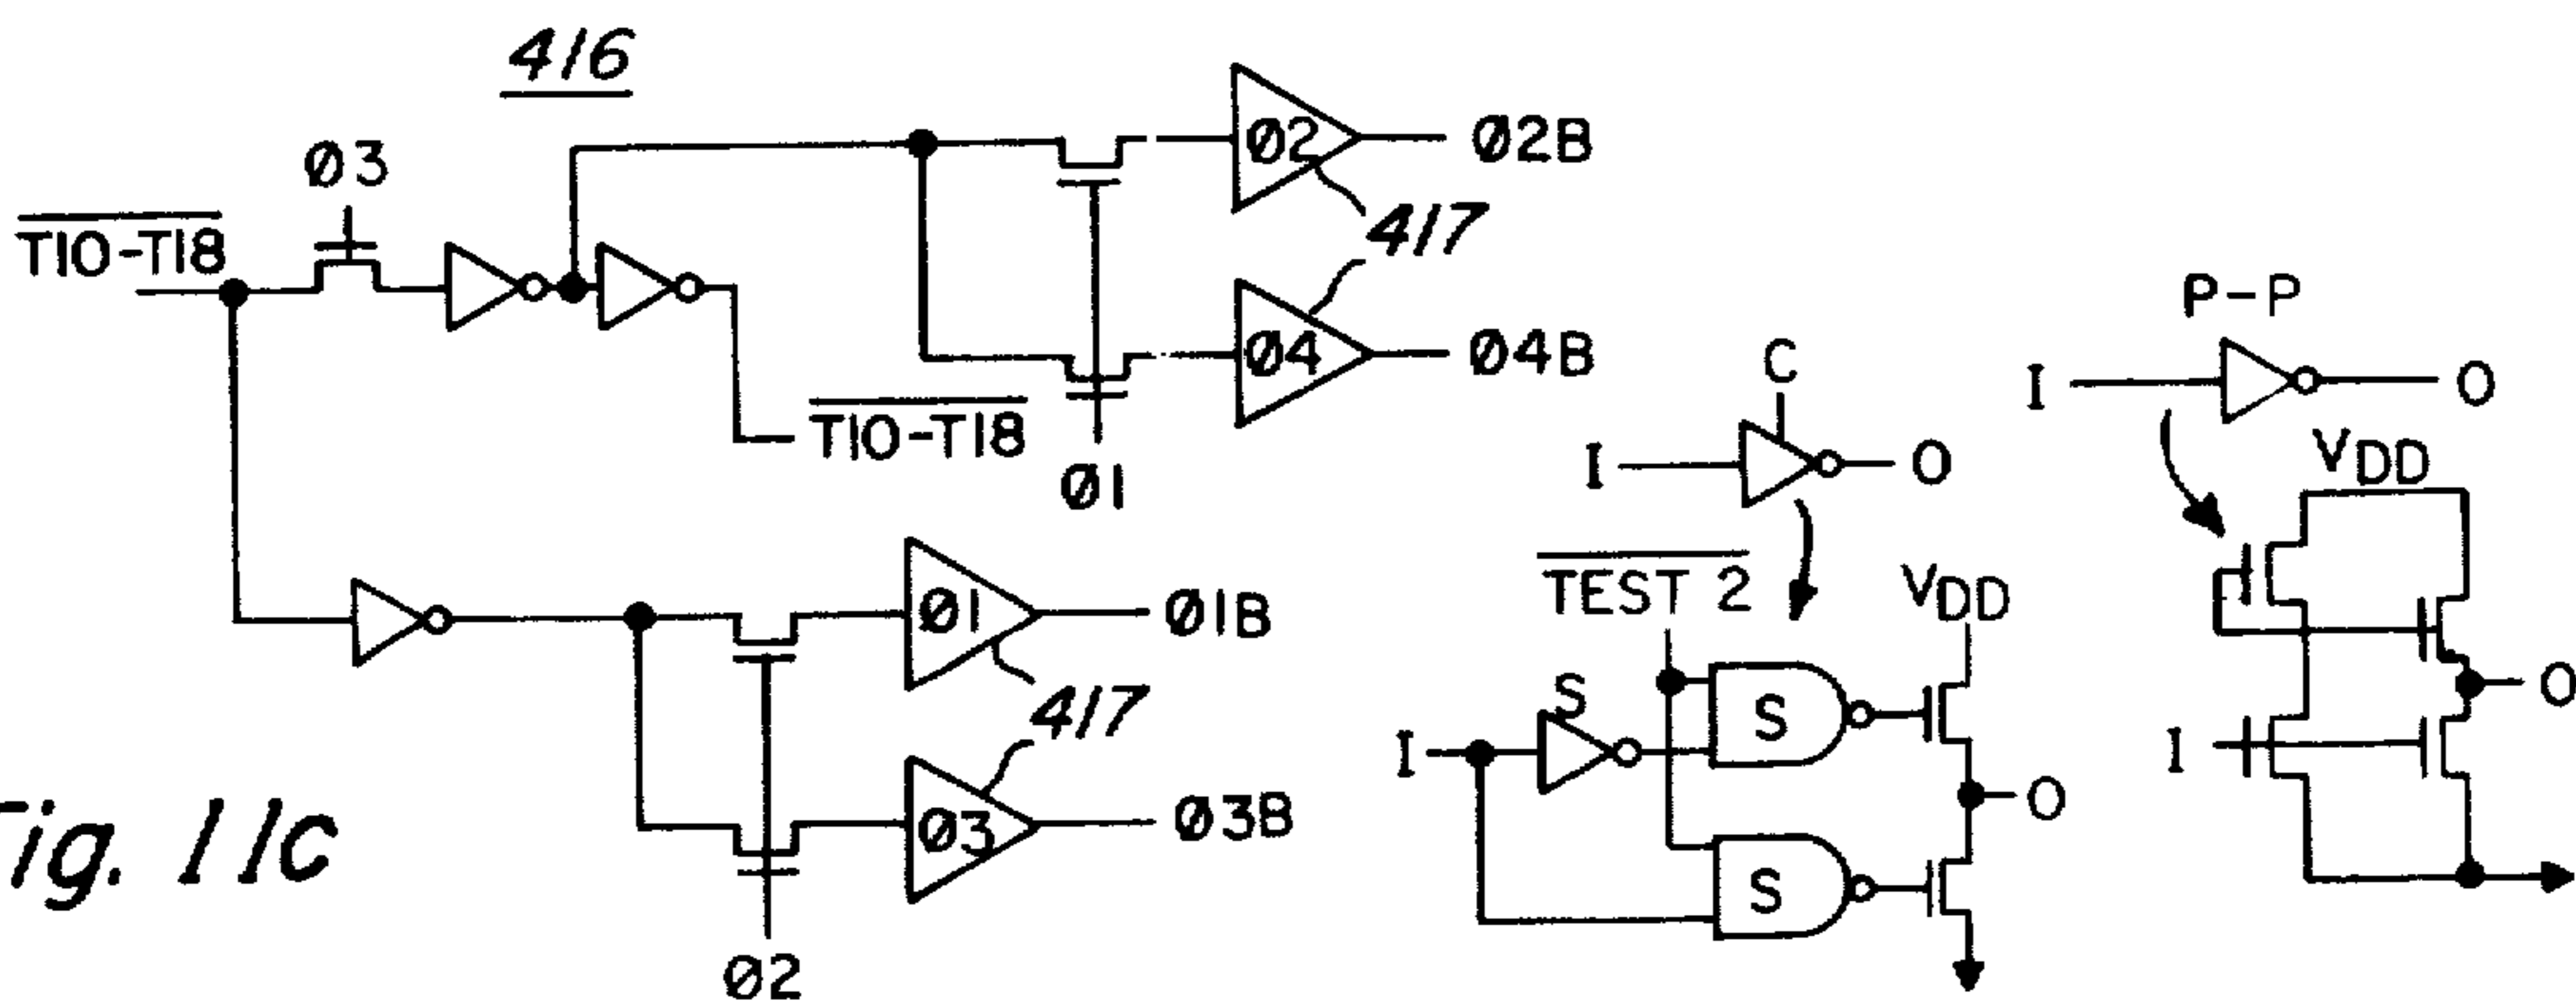 416
Ø3
T10-T18
Ø2
Ø2B
417
Ø4
Ø4B
T10-T18
Ø1
Ø1
Ø1B
417
Ø3
Ø3B
Ø2
Fig. 11c
C
I
O
TEST 2
VDD
S
S
I
S
O
P-P
I
O
VDD
I
O